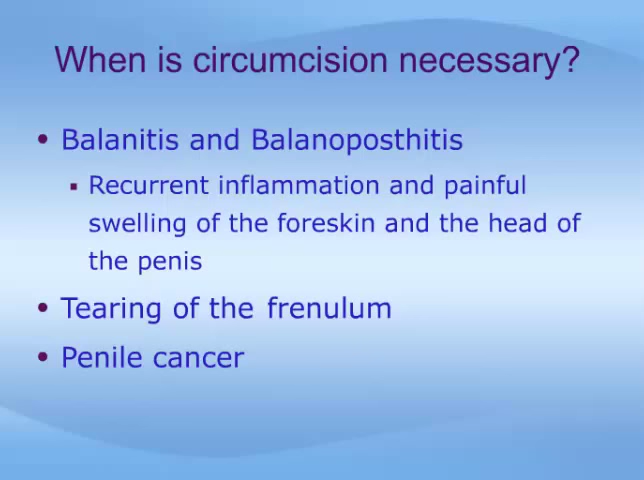 When is circumcision necessary?
• Balanitis and Balanoposthitis
▪ Recurrent inflammation and painful
swelling of the foreskin and the head of
the penis
• Tearing of the frenulum
• Penile cancer